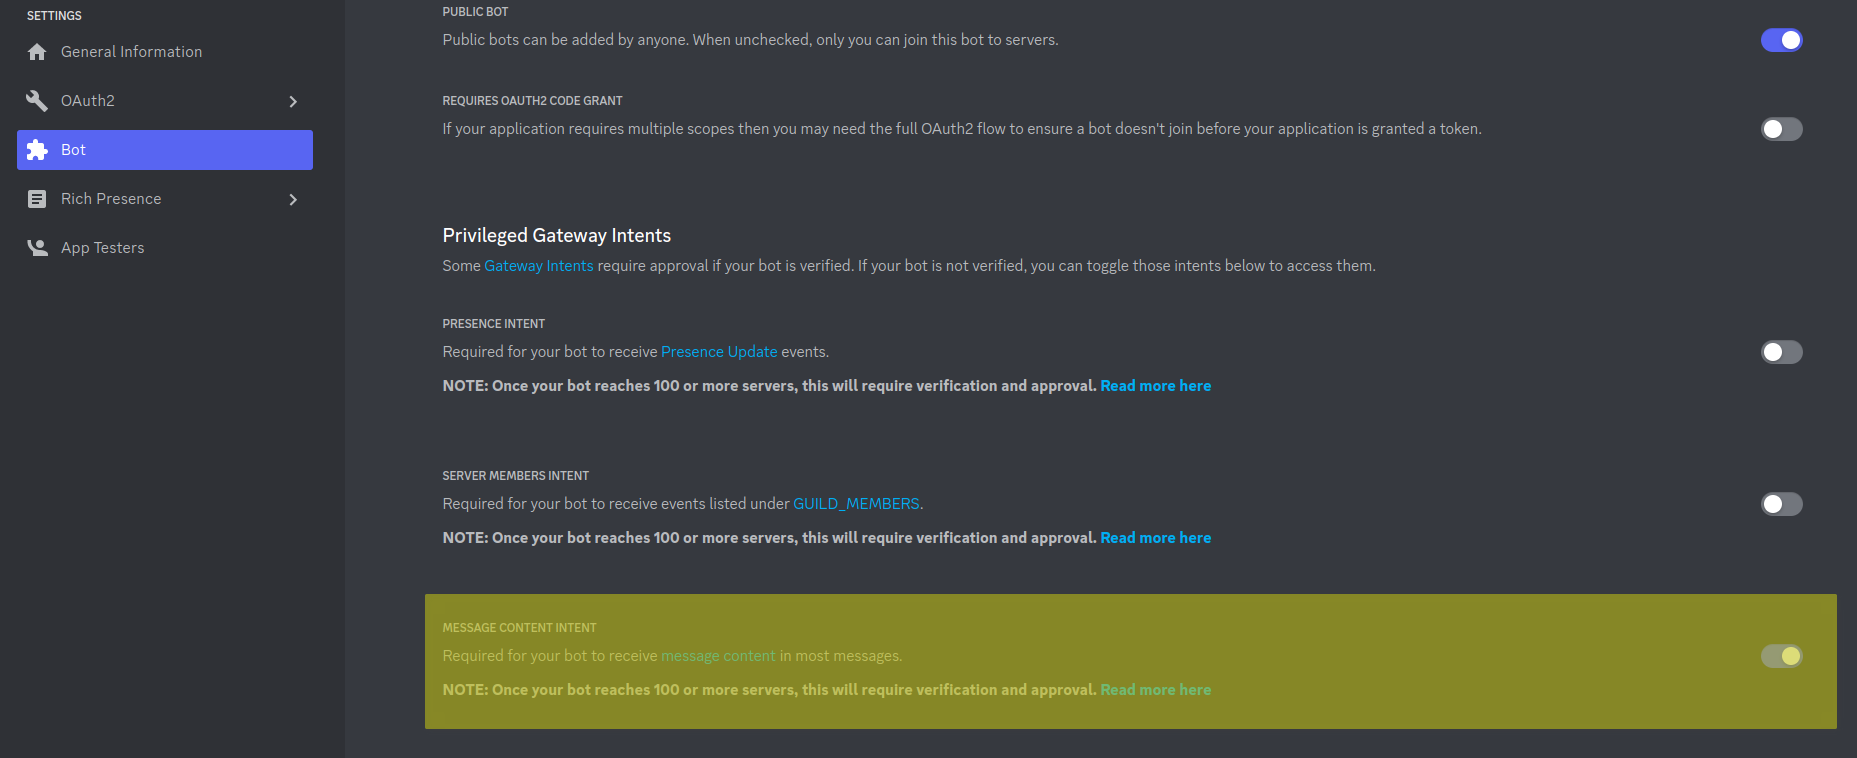 SETTINGS
General Information
OAuth2
Bot
Rich Presence
App Testers
PUBLIC BOT
Public bots can be added by anyone. When unchecked, only you can join this bot to servers.
REQUIRES OAUTH2 CODE GRANT
If your application requires multiple scopes then you may need the full OAuth2 flow to ensure a bot doesn't join before your application is granted a token.
Privileged Gateway Intents
Some Gateway Intents require approval if your bot is verified. If your bot is not verified, you can toggle those intents below to access them.
PRESENCE INTENT
Required for your bot to receive Presence Update events.
NOTE: Once your bot reaches 100 or more servers, this will require verification and approval. Read more here
SERVER MEMBERS INTENT
Required for your bot to receive events listed under GUILD_MEMBERS.
NOTE: Once your bot reaches 100 or more servers, this will require verification and approval. Read more here
MESSAGE CONTENT INTENT
Required for your bot to receive message content in most messages.
NOTE: Once your bot reaches 100 or more servers, this will require verification and approval. Read more here